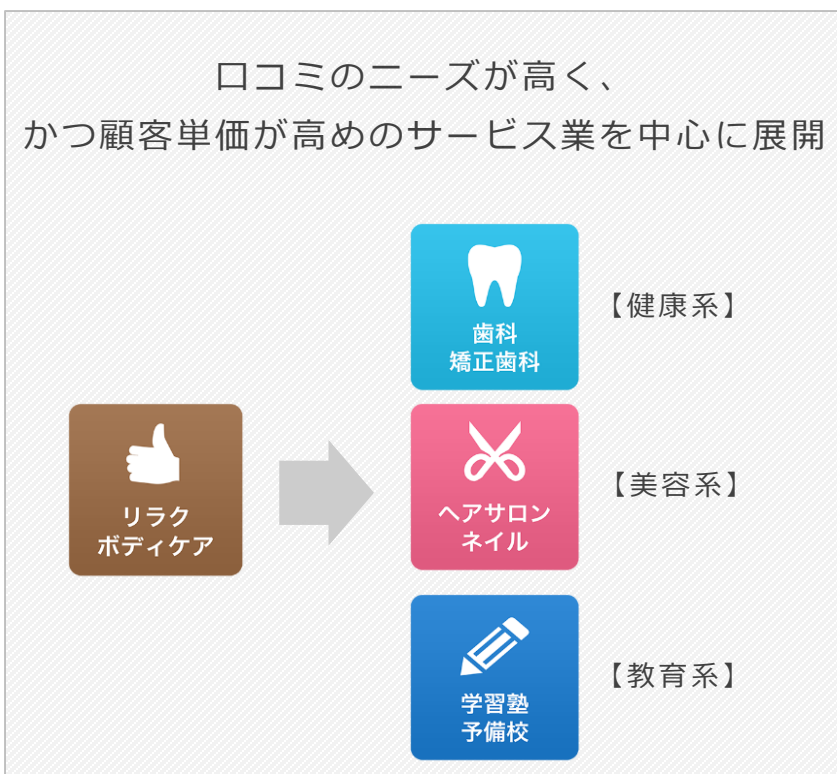 口コミのニーズが高く、
かつ顧客単価が高めのサービス業を中心に展開
歯科
矯正歯科
【健康系】
リラク
ボディケア
ヘアサロン
ネイル
【美容系】
学習塾
予備校
【教育系】